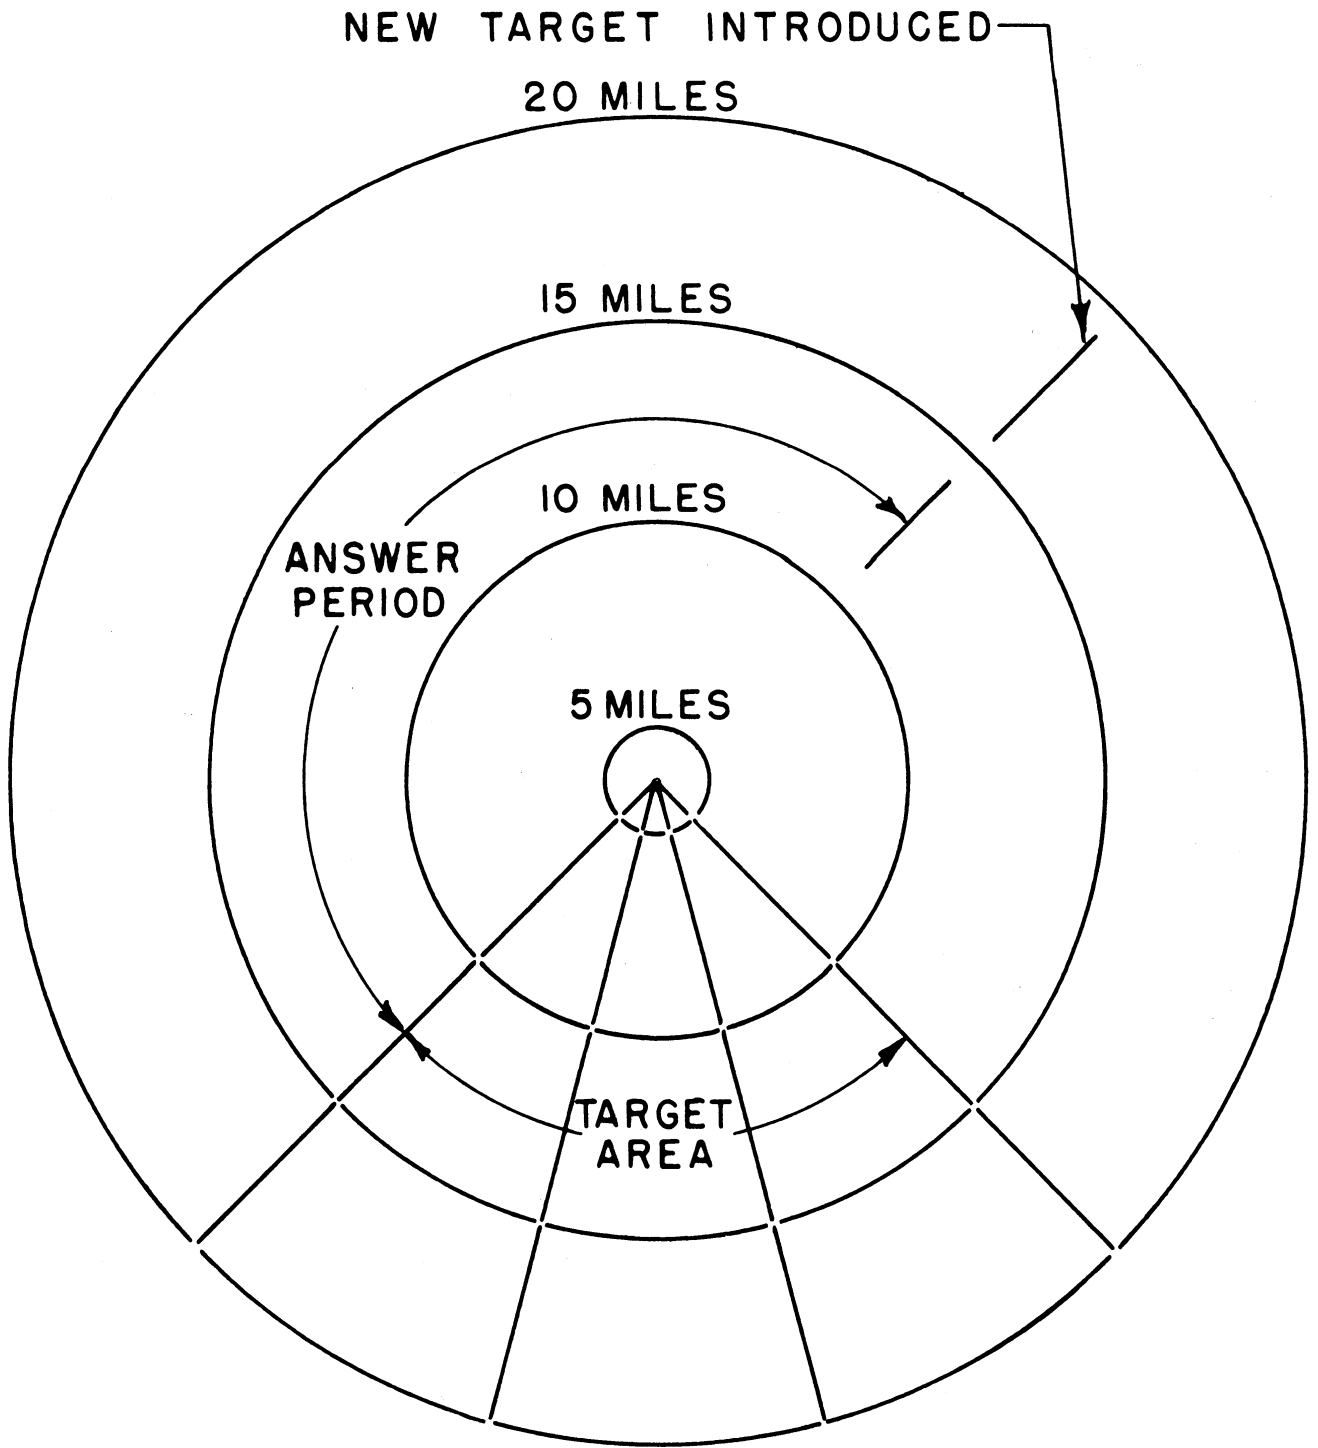 NEW TARGET INTRODUCED
20 MILES
15 MILES
10 MILES
ANSWER
PERIOD
5 MILES
TARGET
AREA